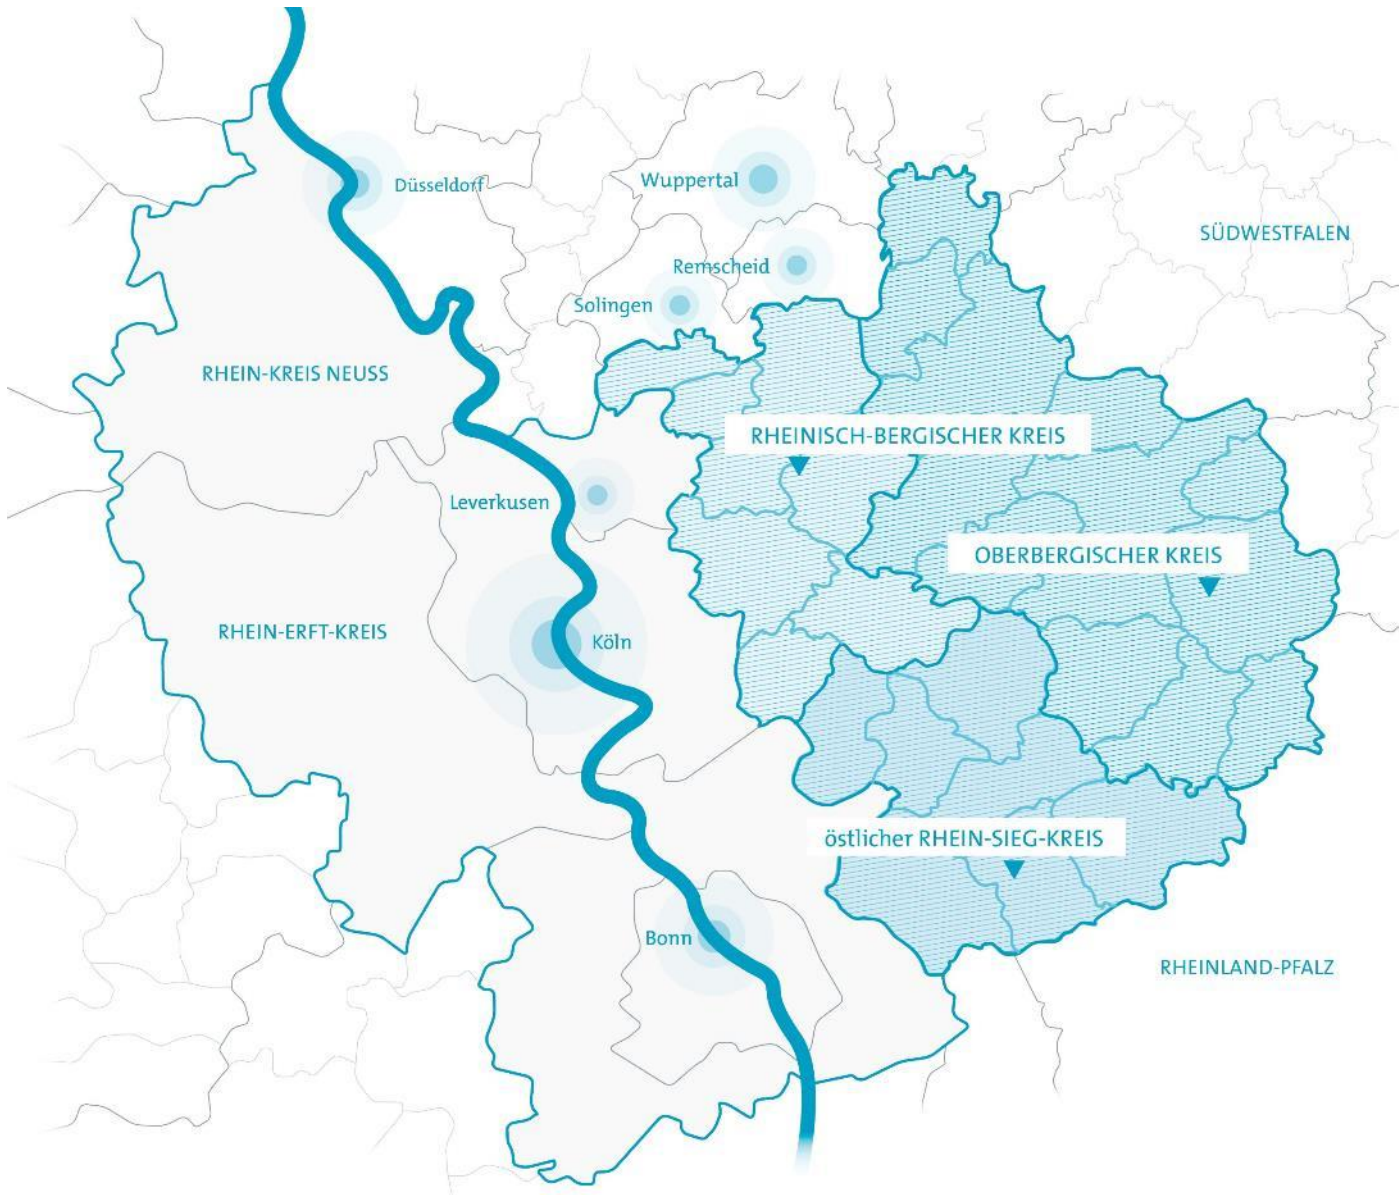 Düsseldorf
Wuppertal
SÜDWESTFALEN
Remscheid
Solingen
RHEIN-KREIS NEUSS
RHEINISCH-BERGISCHER KREIS
Leverkusen
OBERBERGISCHER KREIS
RHEIN-ERFT-KREIS
Köln
östlicher RHEIN-SIEG-KREIS
Bonn
RHEINLAND-PFALZ